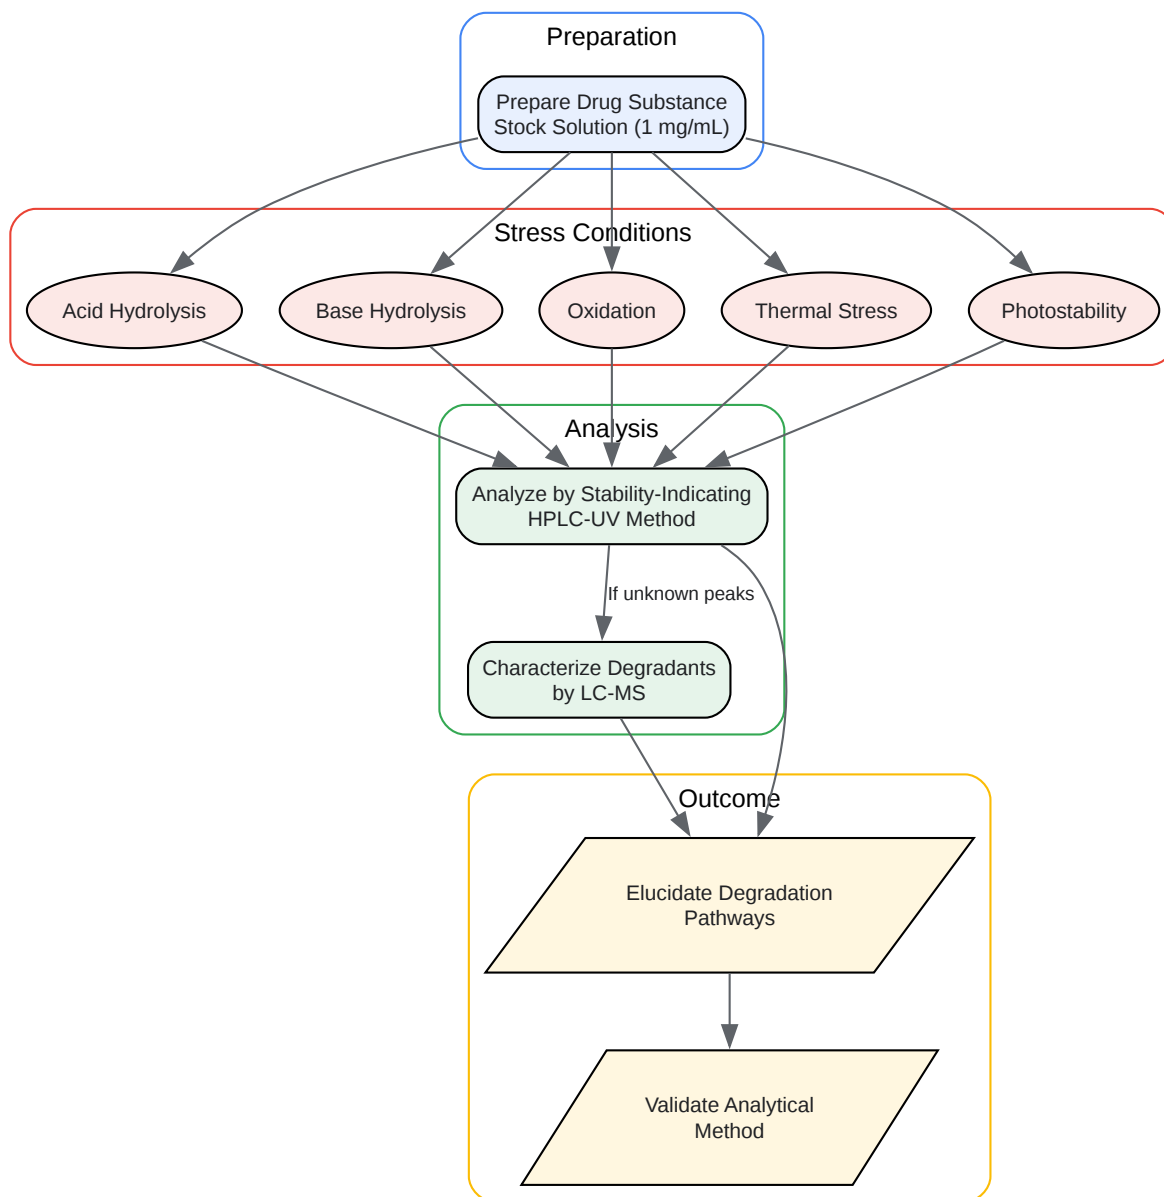 Preparation
Prepare Drug Substance
Stock Solution (1 mg/mL)
Stress Conditions
Acid Hydrolysis
Base Hydrolysis
Oxidation
Thermal Stress
Photostability
Analysis
Analyze by Stability-Indicating
HPLC-UV Method
If unknown peaks
Characterize Degradants
by LC-MS
Outcome
Elucidate Degradation
Pathways
Validate Analytical
Method